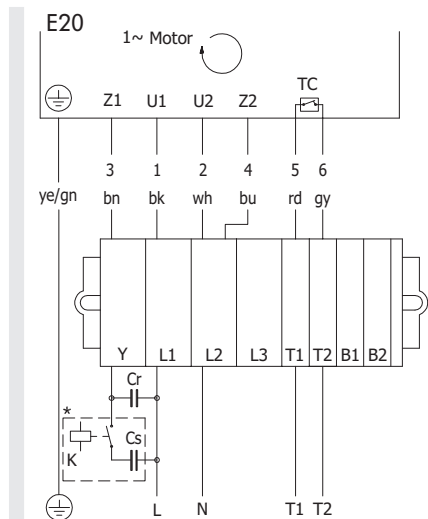 E20
1~ Motor
TC
Z1 U1 U2 Z2
3 1 2 4 5 6
ye/gn bn bk wh bu rd gy
Y L1 L2 L3 T1 T2 B1 B2
Cr
*
K Cs
L N T1 T2